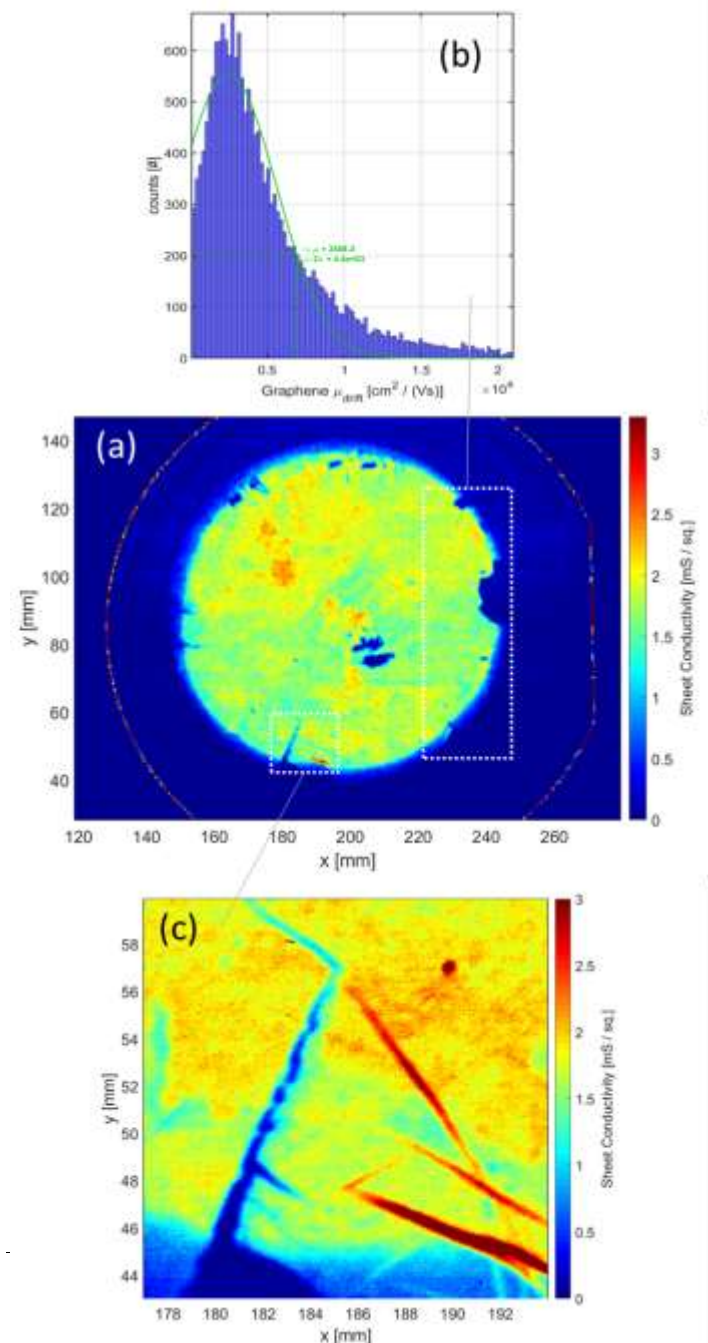 (b)
600
500
400
300
200
100
0
counts [#]
0.5 1 1.5 2
×10⁴
Graphene μdrift [cm² / (Vs)]
(a)
140
120
100
80
60
40
y [mm]
120 140 160 180 200 220 240 260
x [mm]
3
2.5
2
1.5
1
0.5
0
Sheet Conductivity [mS / sq.]
(c)
58
56
54
52
50
48
46
44
y [mm]
178 180 182 184 186 188 190 192
x [mm]
3
2.5
2
1.5
1
0.5
0
Sheet Conductivity [mS / sq.]